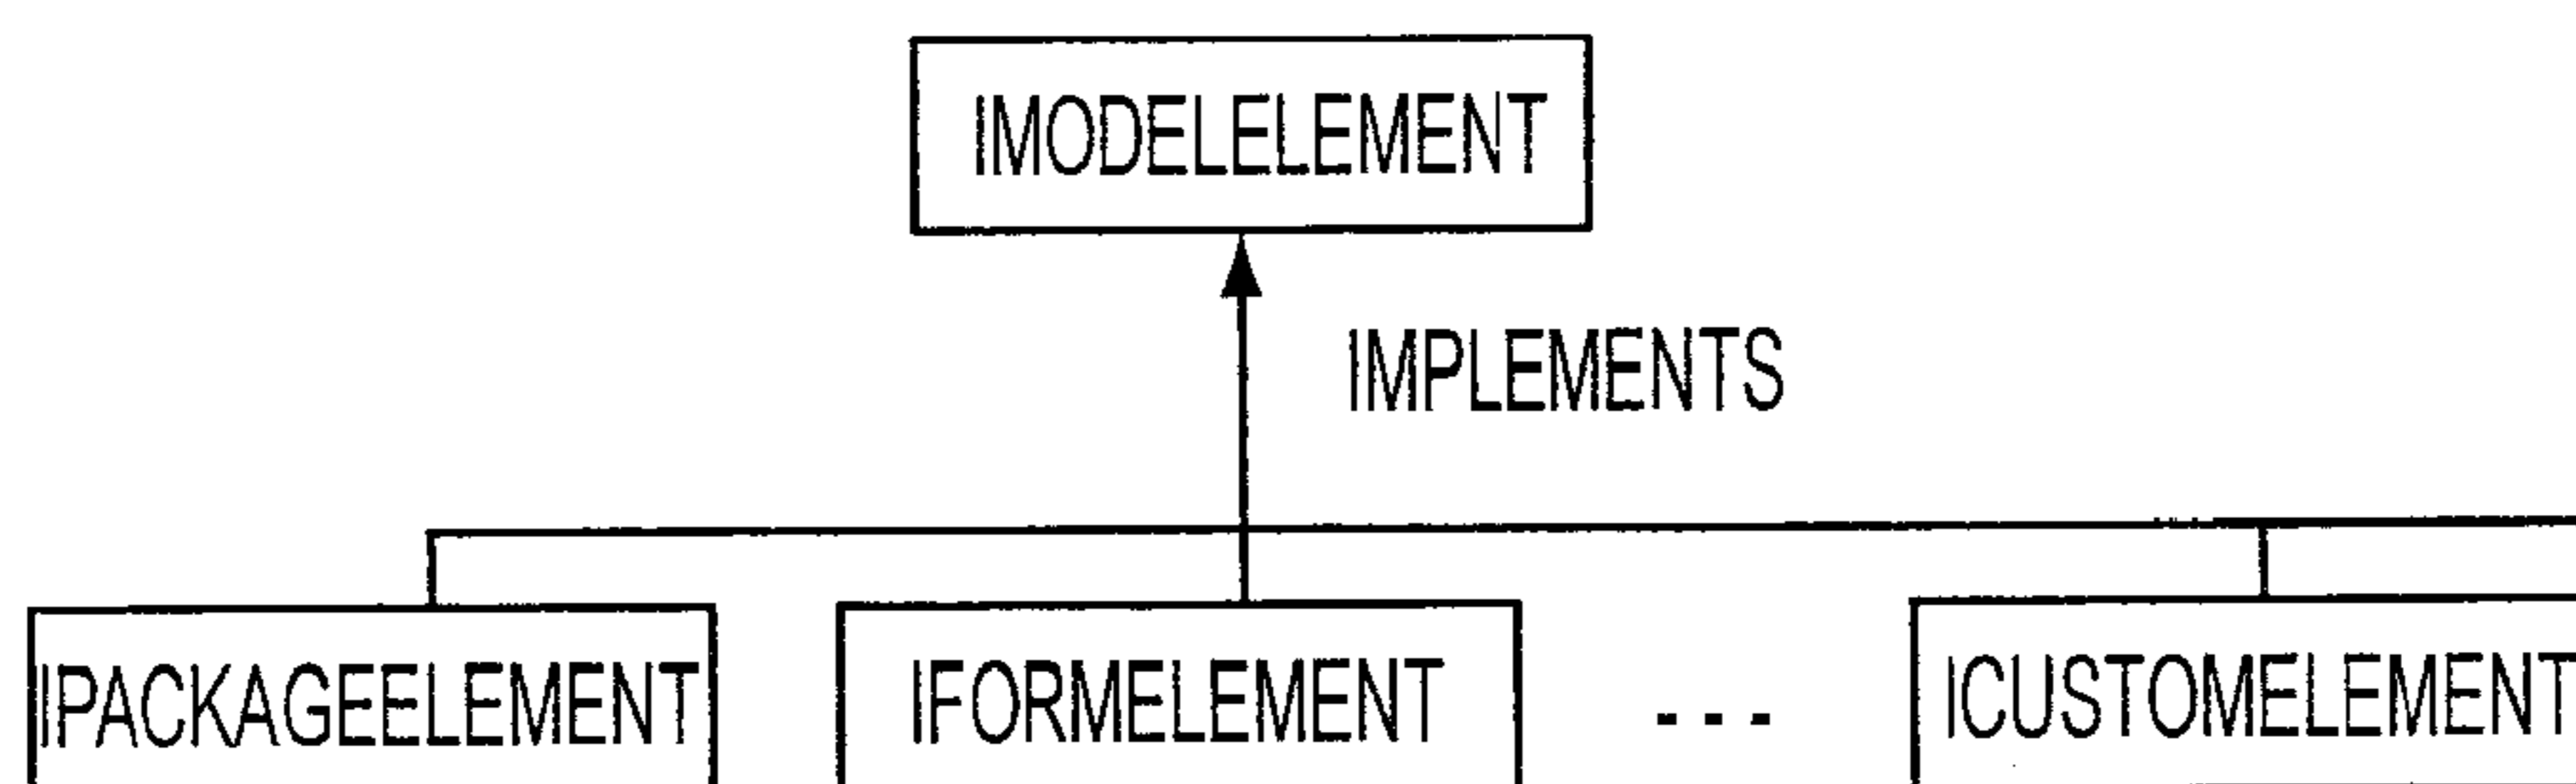 IMODELELEMENT
IMPLEMENTS
IPACKAGEELEMENT
IFORMELEMENT
- - -
ICUSTOMELEMENT